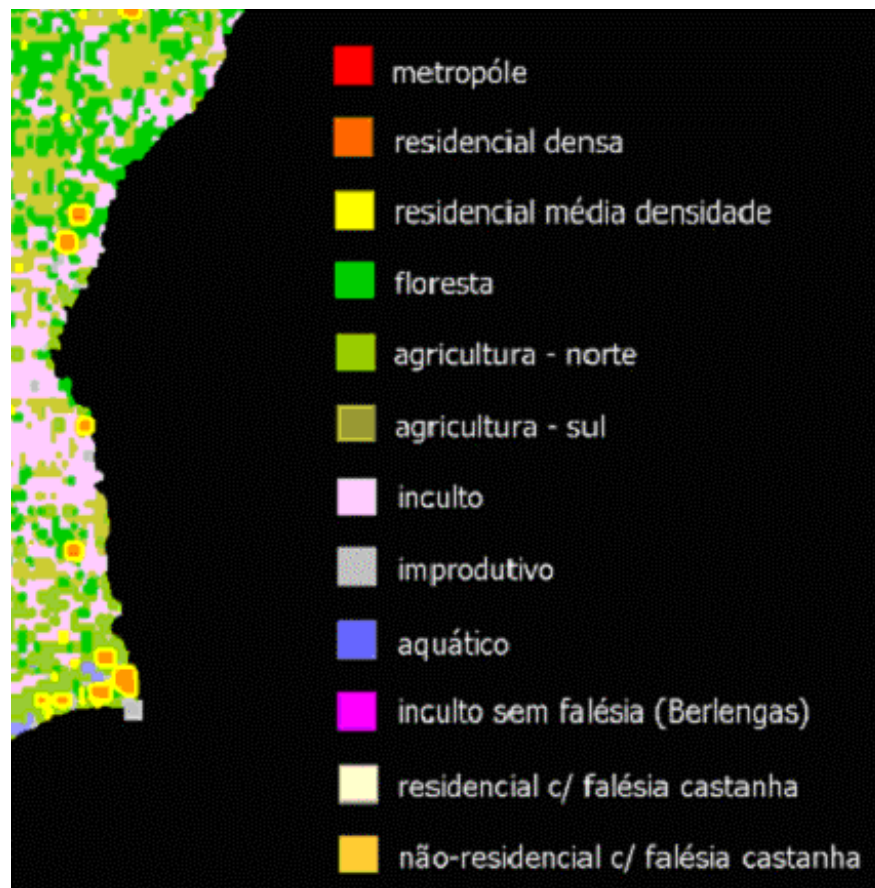 metropóle
residencial densa
residencial média densidade
floresta
agricultura - norte
agricultura - sul
inculto
improdutivo
aquático
inculto sem falésia (Berlengas)
residencial c/ falésia castanha
não-residencial c/ falésia castanha